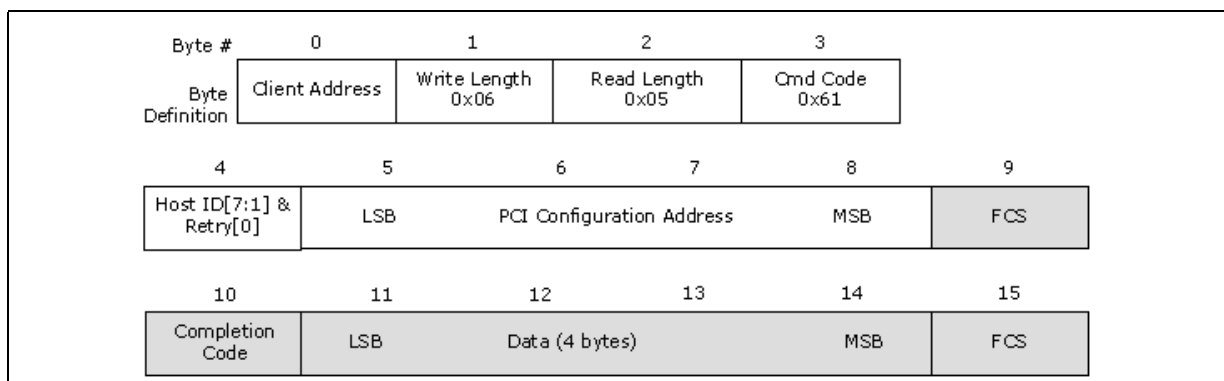 Byte # 0 1 2 3
Byte Definition
Client Address
Write Length
0x06
Read Length
0x05
Cmd Code
0x61
4 5 6 7 8 9
Host ID[7:1] &
Retry[0]
LSB PCI Configuration Address MSB FCS
10 11 12 13 14 15
Completion
Code
LSB Data (4 bytes) MSB FCS